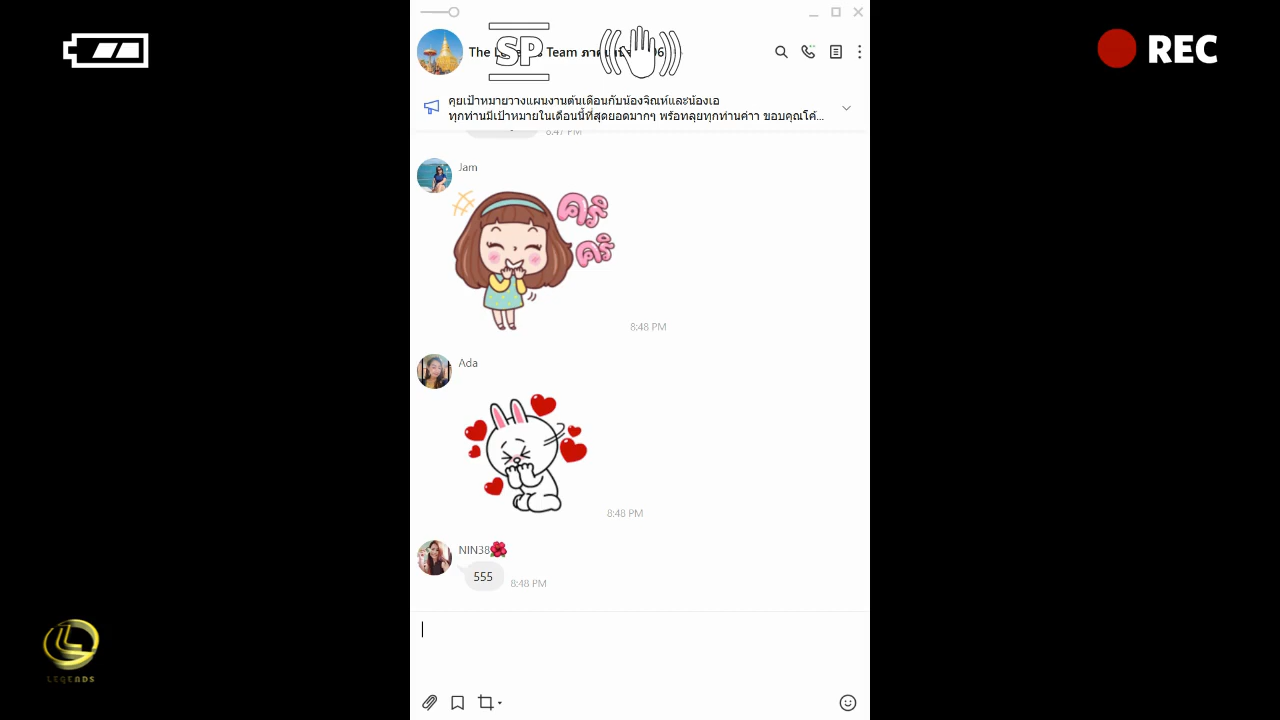 SP
REC
The
Team
คุยเป้าหมายวางแผนงานต้นเดือนกับน้องจิณห์และน้องเอ
ทุกท่านมีเป้าหมายในเดือนนี้ที่สุดยอดมากๆ พร้อทลุยทุกท่านค่าา ขอบคุณโค้...
8:47 PM
Jam
คริ
คริ
8:48 PM
Ada
8:48 PM
NIN38
555
8:48 PM
LEGENDS